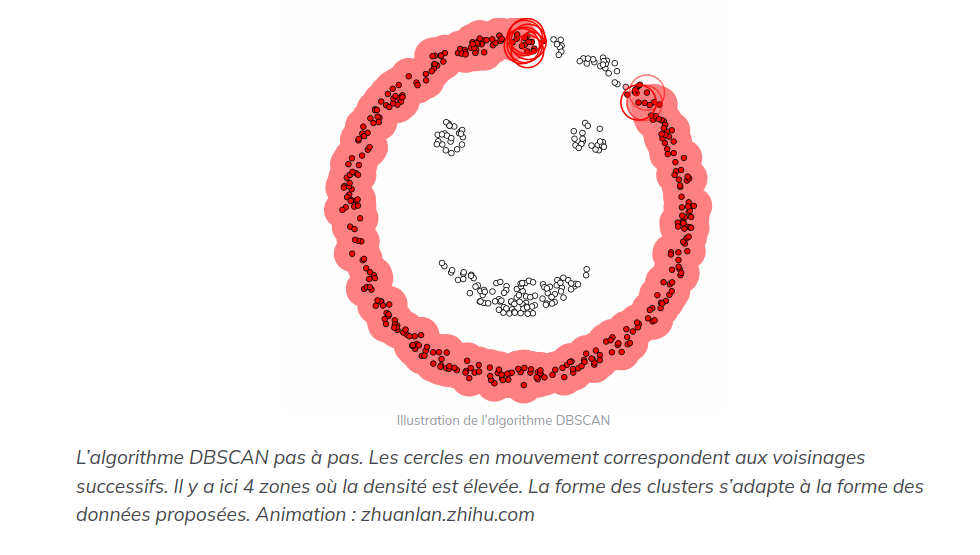 Illustration de l’algorithme DBSCAN
L’algorithme DBSCAN pas à pas. Les cercles en mouvement correspondent aux voisinages
successifs. Il y a ici 4 zones où la densité est élevée. La forme des clusters s’adapte à la forme des
données proposées. Animation : zhuanlan.zhihu.com